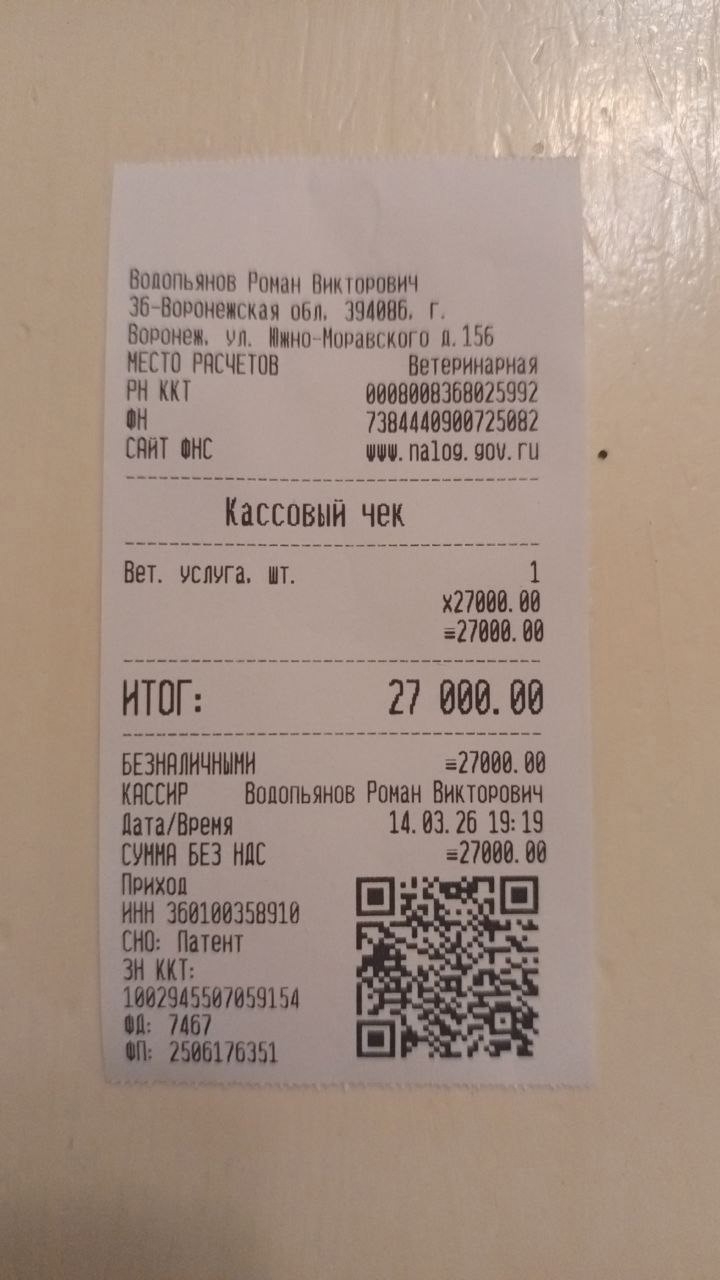 Водопьянов Роман Викторович
36-Воронежская обл, 394086, г.
Воронеж, ул. Южно-Моравского д.156
МЕСТО РАСЧЕТОВ Ветеринарная
РН ККТ 0008008368025992
ФН 7384440900725082
САЙТ ФНС www.nalog.gov.ru
Кассовый чек
Вет. услуга, шт. 1
х27000.00
=27000.00
ИТОГ: 27 000.00
БЕЗНАЛИЧНЫМИ =27000.00
КАССИР Водопьянов Роман Викторович
Дата/Время 14.03.26 19:19
СУММА БЕЗ НДС =27000.00
Приход
ИНН 360100358910
СНО: Патент
ЗН ККТ:
1002945507059154
ФД: 7467
ФП: 2506176351